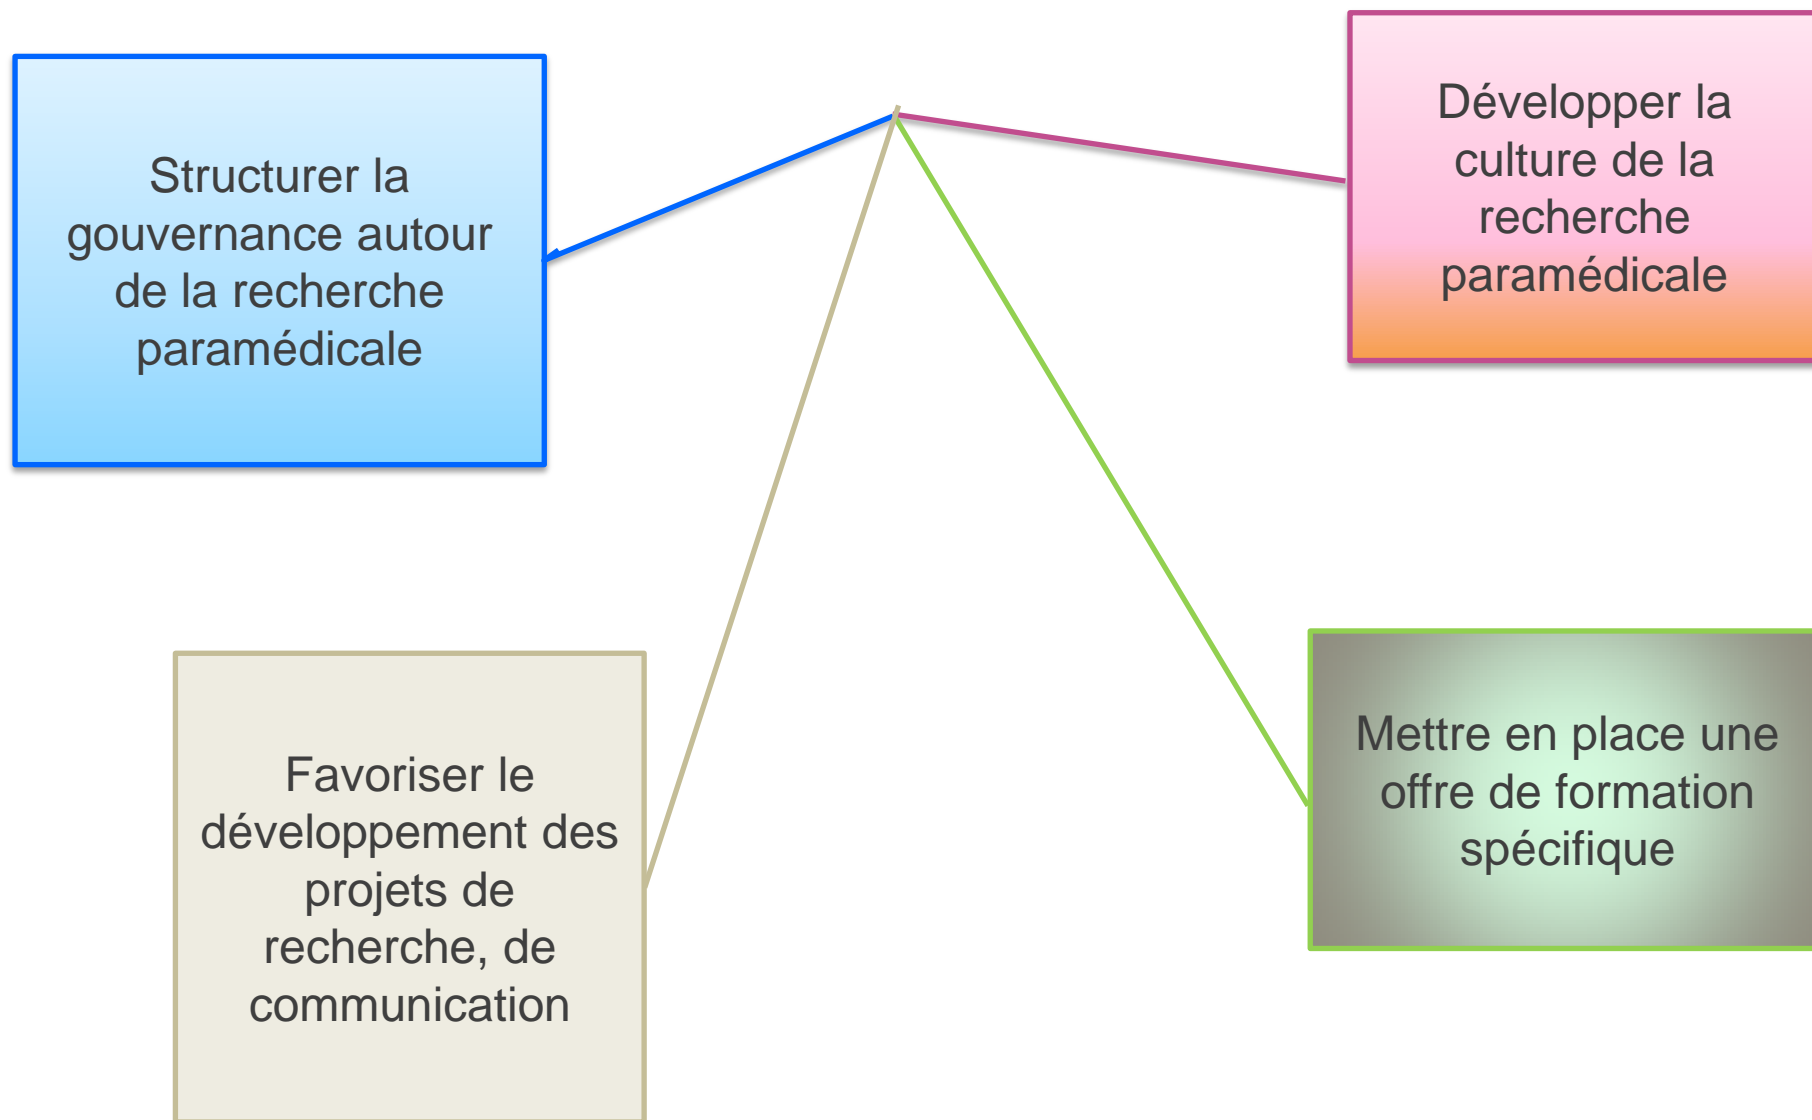 Structurer la
gouvernance autour
de la recherche
paramédicale
Développer la
culture de la
recherche
paramédicale
Favoriser le
développement des
projets de
recherche, de
communication
Mettre en place une
offre de formation
spécifique